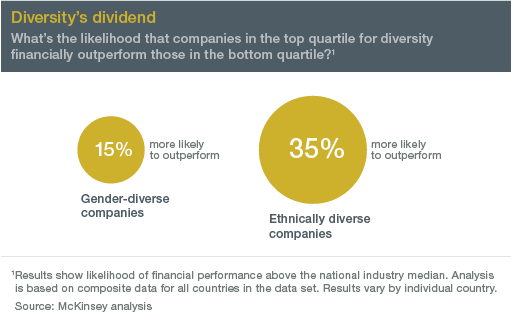 Diversity's dividend
What's the likelihood that companies in the top quartile for diversity
financially outperform those in the bottom quartile?¹
15%
more likely
to outperform
Gender-diverse
companies
35%
more likely
to outperform
Ethnically diverse
companies
¹Results show likelihood of financial performance above the national industry median. Analysis
is based on composite data for all countries in the data set. Results vary by individual country.
Source: McKinsey analysis